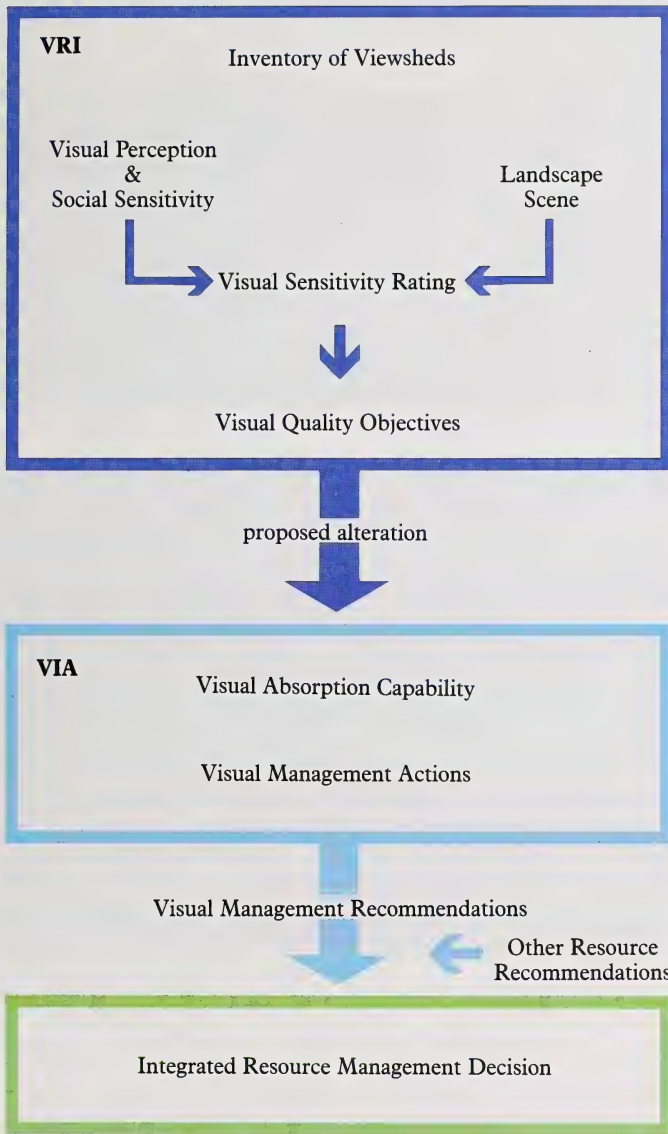 VRI
Inventory of Viewsheds
Visual Perception
&
Social Sensitivity
Landscape
Scene
Visual Sensitivity Rating
Visual Quality Objectives
proposed alteration
VIA
Visual Absorption Capability
Visual Management Actions
Visual Management Recommendations
Other Resource
Recommendations
Integrated Resource Management Decision